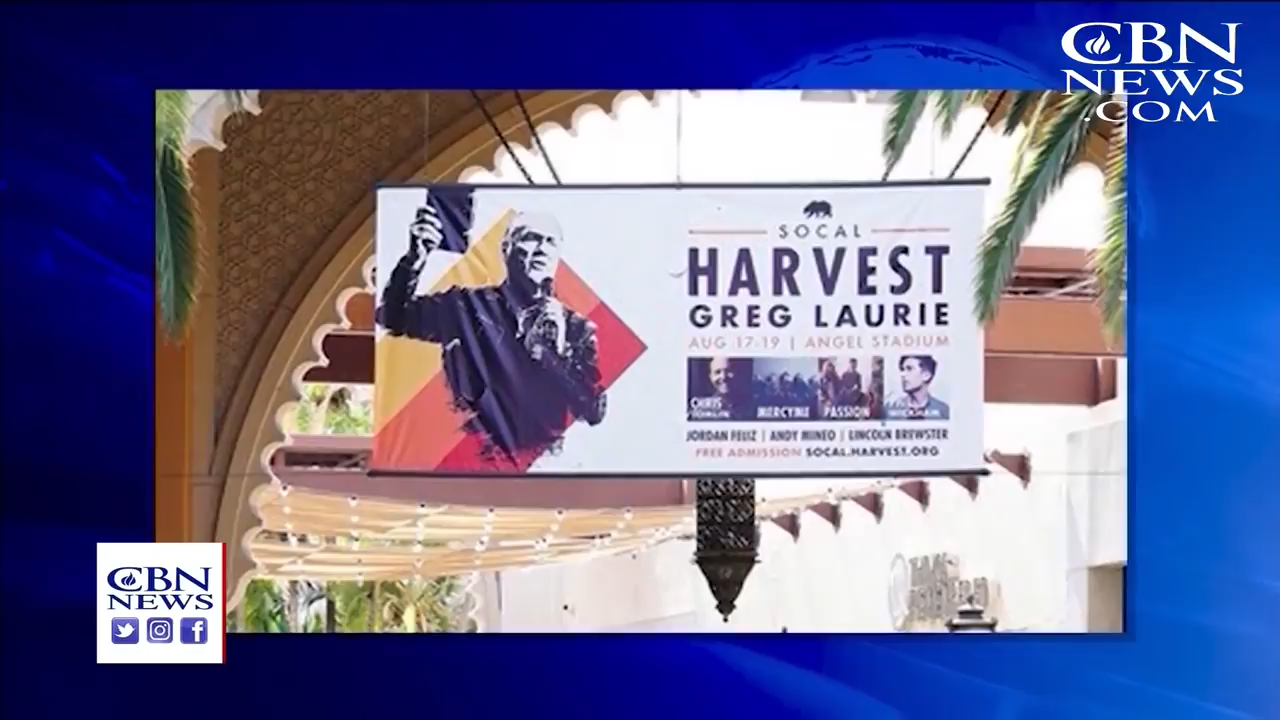 CBN
NEWS
.COM
SOCAL
HARVEST
GREG LAURIE
AUG 17-19 | ANGEL STADIUM
CHRIS
TOMLIN
MERCYME
PASSION
WICKHAM
JORDAN FELIZ | ANDY MINEO | LINCOLN BREWSTER
FREE ADMISSION SOCAL.HARVEST.ORG
CBN
NEWS